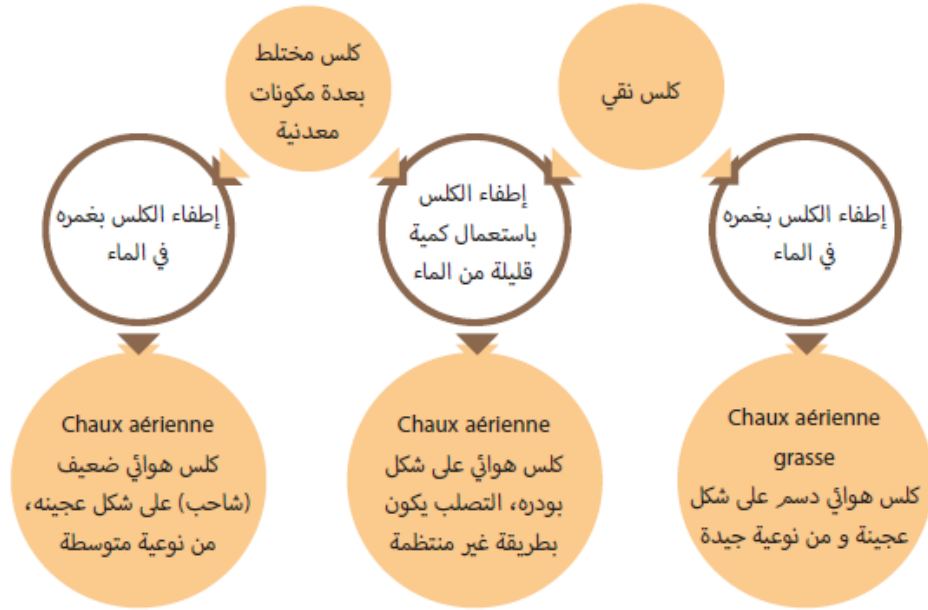 كلس نقي
كلس مختلط
بعدة مكونات
معدنية
إطفاء الكلس بغمره
في الماء
إطفاء الكلس
باستعمال كمية
قليلة من الماء
إطفاء الكلس بغمره
في الماء
Chaux aérienne
grasse
كلس هوائي دسم على شكل
عجينة و من نوعية جيدة
Chaux aérienne
كلس هوائي على شكل
بودره، التصلب يكون
بطريقة غير منتظمة
Chaux aérienne
كلس هوائي ضعيف
(شاحب) على شكل عجينه،
من نوعية متوسطة